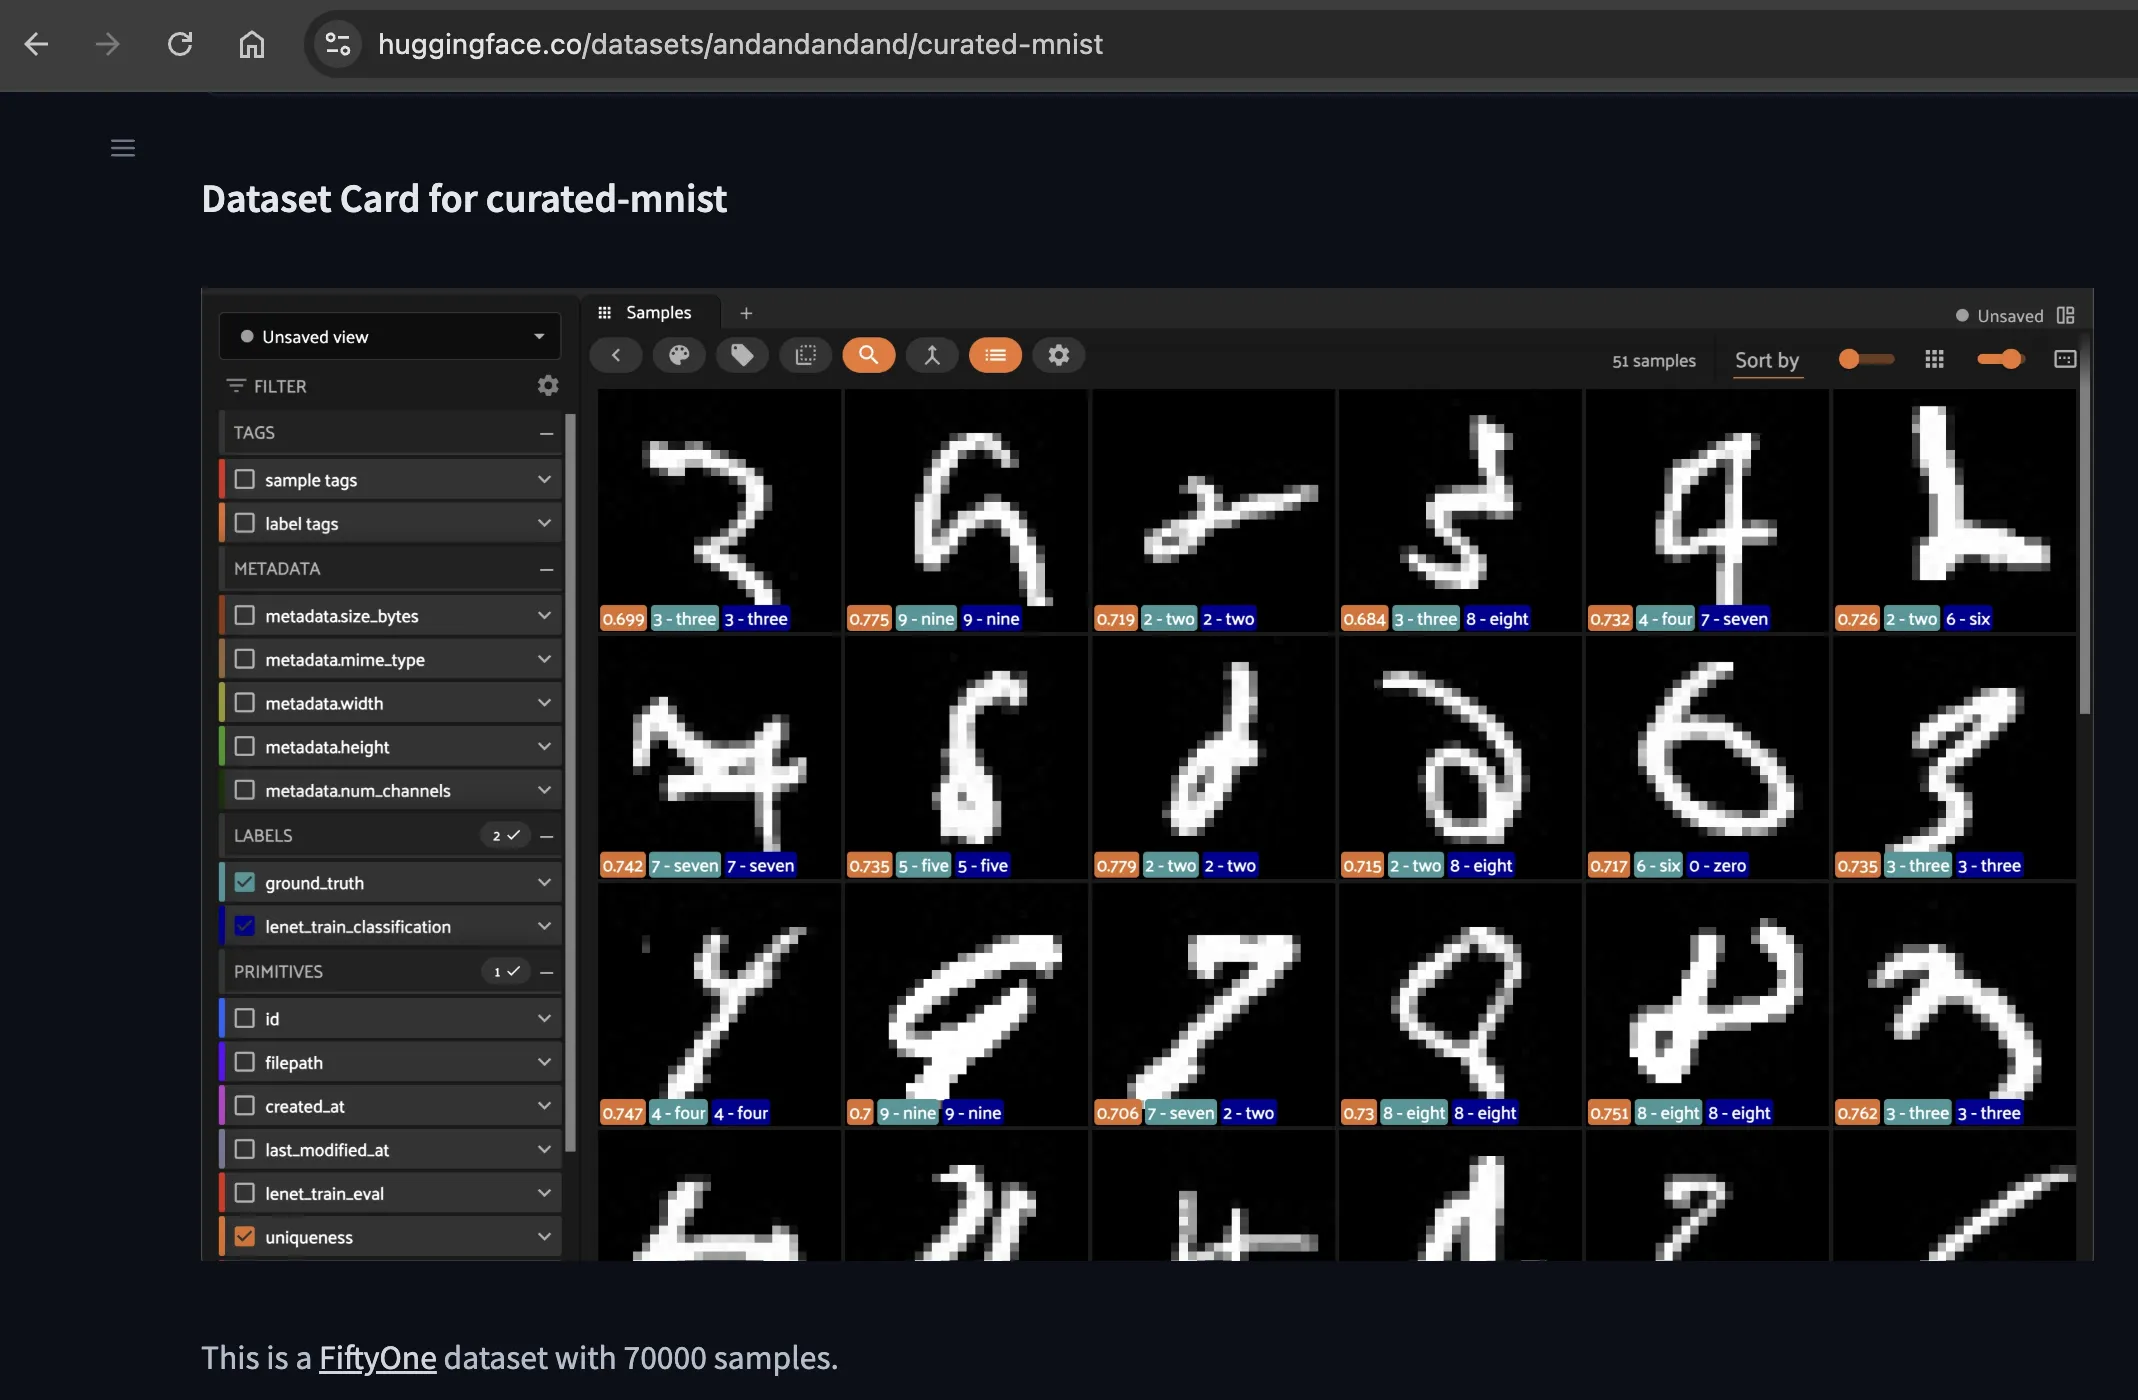 huggingface.co/datasets/andandandand/curated-mnist
Dataset Card for curated-mnist
Unsaved view
Samples
Unsaved
FILTER
51 samples
Sort by
TAGS
sample tags
label tags
METADATA
metadata.size_bytes
metadata.mime_type
metadata.width
metadata.height
metadata.num_channels
LABELS
2
ground_truth
lenet_train_classification
PRIMITIVES
1
id
filepath
created_at
last_modified_at
lenet_train_eval
uniqueness
0.699 3 - three 3 - three
0.775 9 - nine 9 - nine
0.719 2 - two 2 - two
0.684 3 - three 8 - eight
0.732 4 - four 7 - seven
0.726 2 - two 6 - six
0.742 7 - seven 7 - seven
0.735 5 - five 5 - five
0.779 2 - two 2 - two
0.715 2 - two 8 - eight
0.717 6 - six 0 - zero
0.735 3 - three 3 - three
0.747 4 - four 4 - four
0.7 9 - nine 9 - nine
0.706 7 - seven 2 - two
0.73 8 - eight 8 - eight
0.751 8 - eight 8 - eight
0.762 3 - three 3 - three
This is a FiftyOne dataset with 70000 samples.